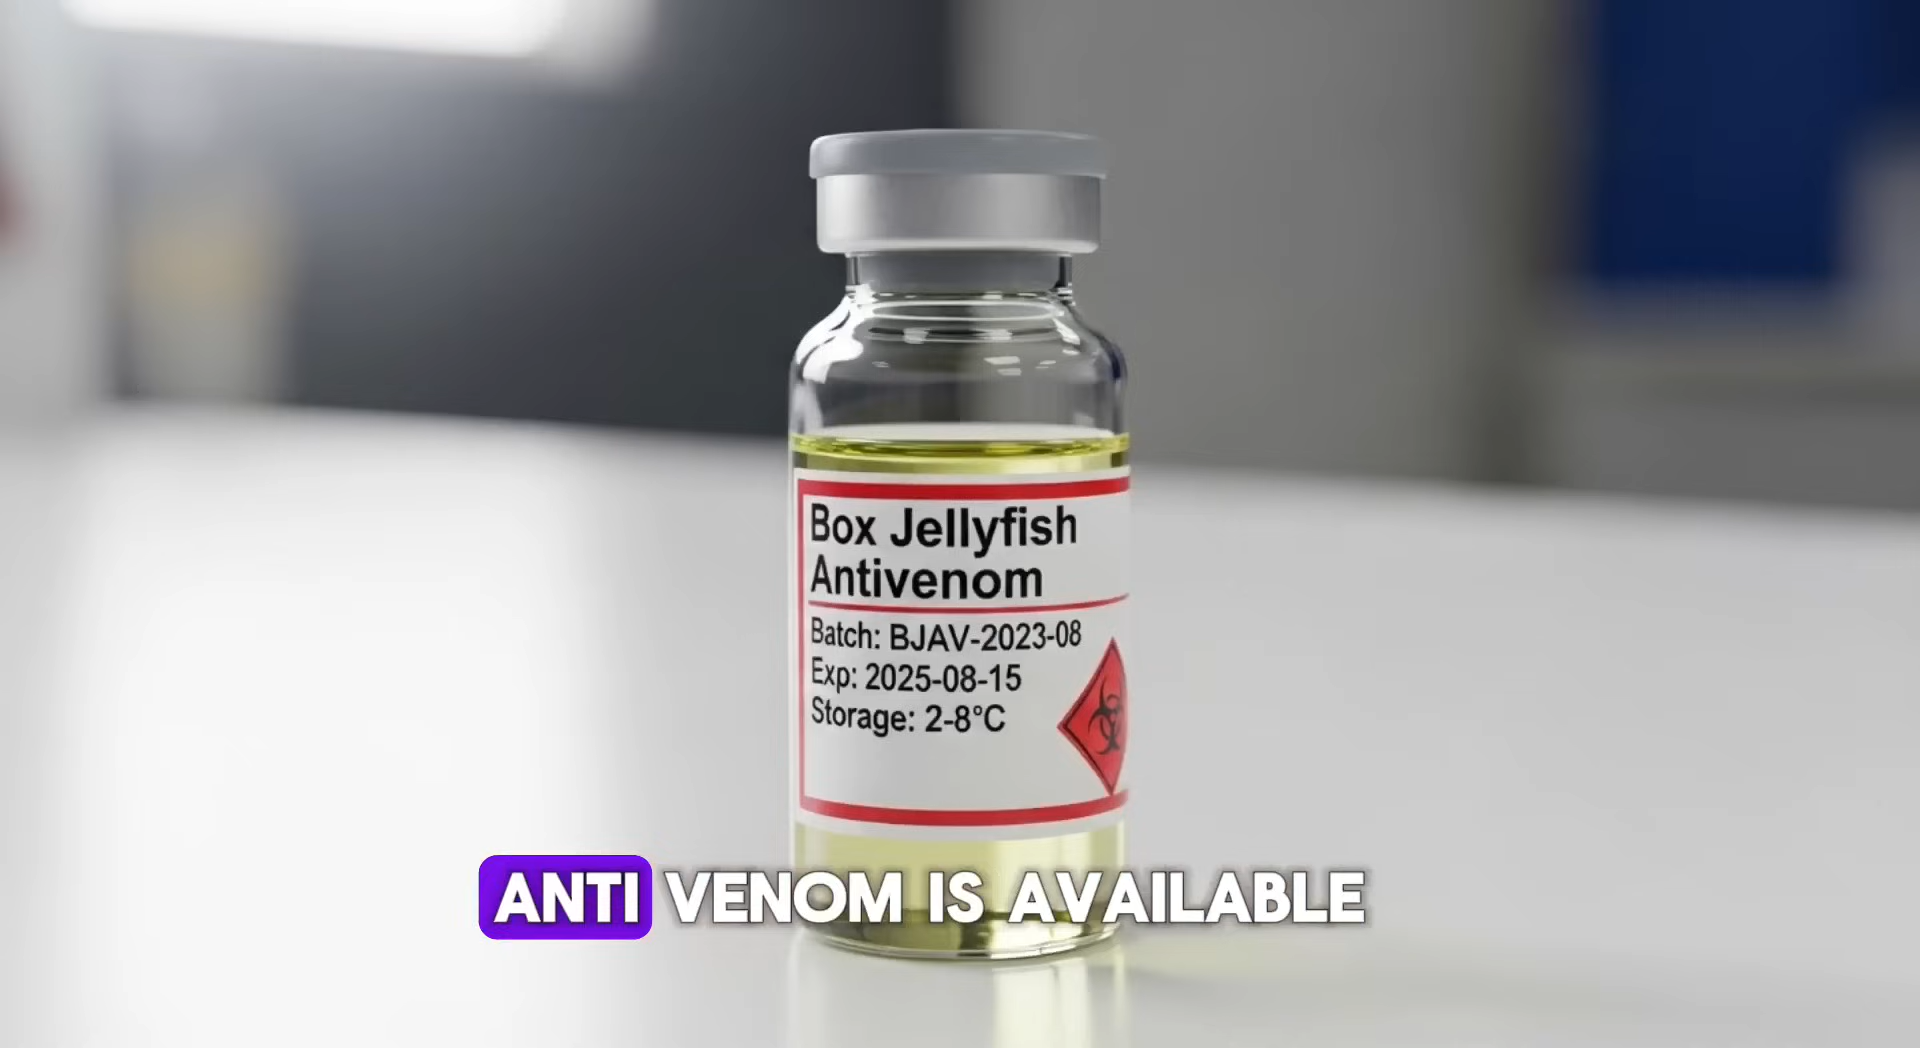 Box Jellyfish
Antivenom
Batch: BJAV-2023-08
Exp: 2025-08-15
Storage: 2-8°C
ANTI VENOM IS AVAILABLE